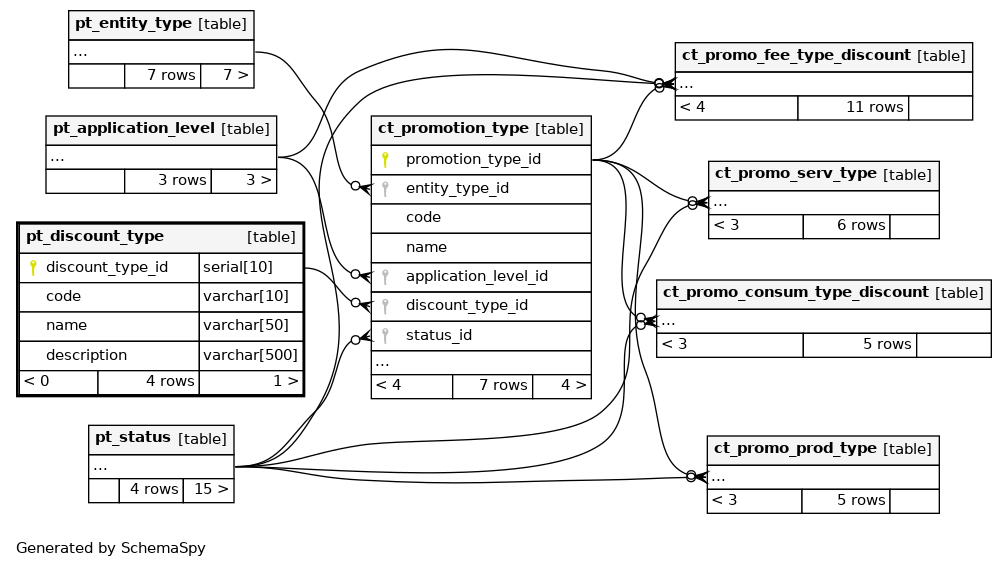 pt_entity_type [table]
...
7 rows 7 >
pt_application_level [table]
...
3 rows 3 >
pt_discount_type [table]
discount_type_id serial[10]
code varchar[10]
name varchar[50]
description varchar[500]
< 0 4 rows 1 >
pt_status [table]
...
4 rows 15 >
ct_promotion_type [table]
promotion_type_id
entity_type_id
code
name
application_level_id
discount_type_id
status_id
...
< 4 7 rows 4 >
ct_promo_fee_type_discount [table]
...
< 4 11 rows
ct_promo_serv_type [table]
...
< 3 6 rows
ct_promo_consum_type_discount [table]
...
< 3 5 rows
ct_promo_prod_type [table]
...
< 3 5 rows
Generated by SchemaSpy